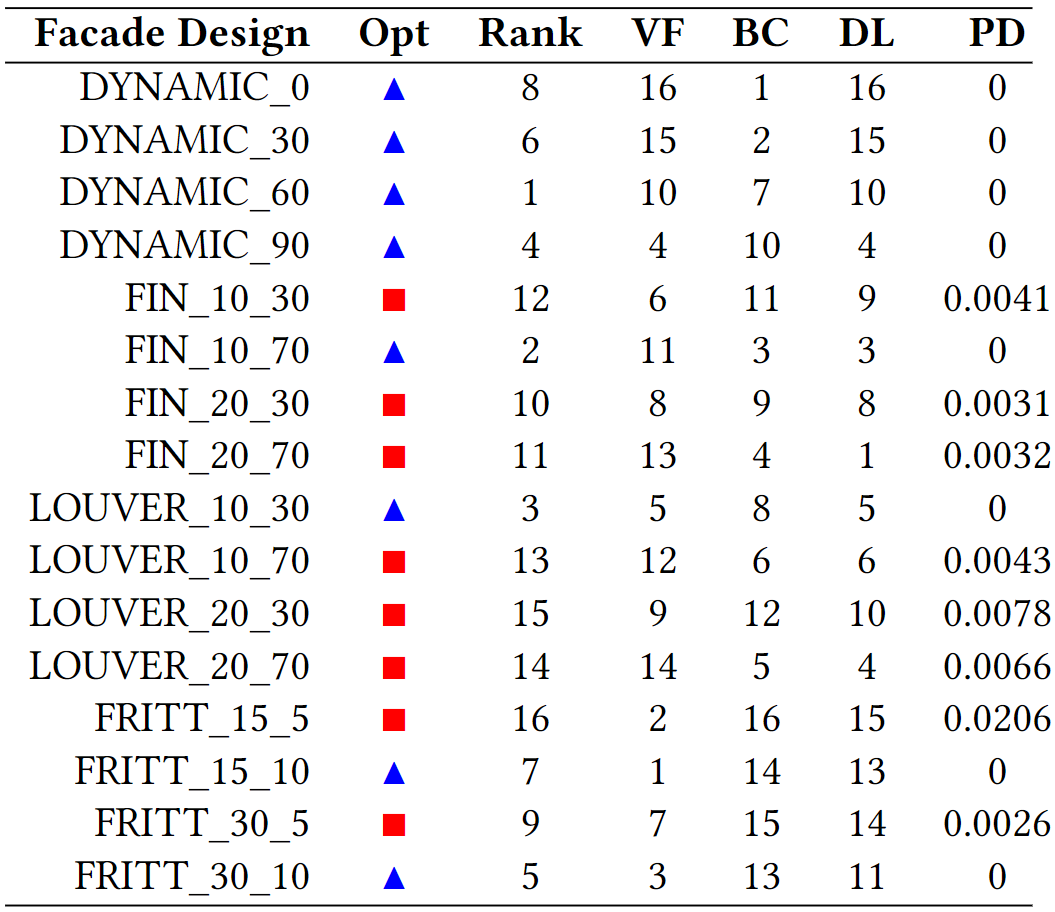 Facade Design Opt Rank VF BC DL PD
DYNAMIC_0 ▲ 8 16 1 16 0
DYNAMIC_30 ▲ 6 15 2 15 0
DYNAMIC_60 ▲ 1 10 7 10 0
DYNAMIC_90 ▲ 4 4 10 4 0
FIN_10_30 ■ 12 6 11 9 0.0041
FIN_10_70 ▲ 2 11 3 3 0
FIN_20_30 ■ 10 8 9 8 0.0031
FIN_20_70 ■ 11 13 4 1 0.0032
LOUVER_10_30 ▲ 3 5 8 5 0
LOUVER_10_70 ■ 13 12 6 6 0.0043
LOUVER_20_30 ■ 15 9 12 10 0.0078
LOUVER_20_70 ■ 14 14 5 4 0.0066
FRITT_15_5 ■ 16 2 16 15 0.0206
FRITT_15_10 ▲ 7 1 14 13 0
FRITT_30_5 ■ 9 7 15 14 0.0026
FRITT_30_10 ▲ 5 3 13 11 0